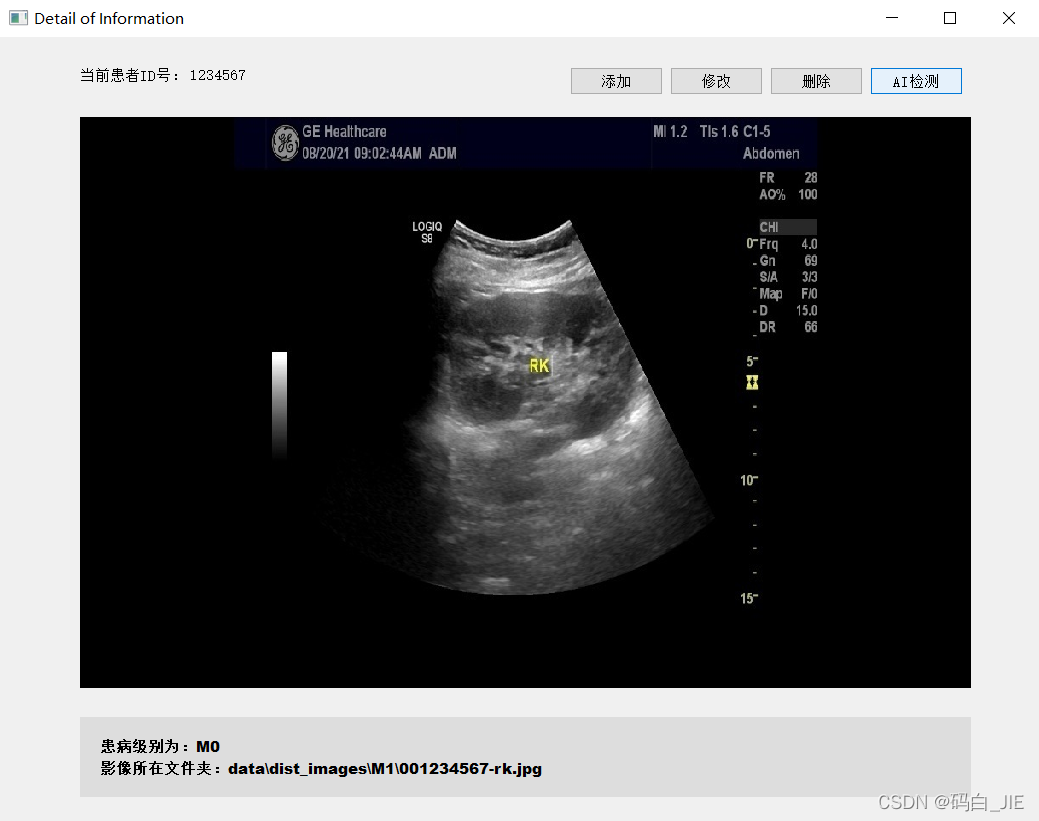 Detail of Information
当前患者ID号：1234567
添加 修改 删除 AI检测
GE Healthcare
08/20/21 09:02:44AM ADM
MI 1.2 TIs 1.6 C1-5
Abdomen
FR 28
AO% 100
LOGIQ
S8
CHI
0 Frq 4.0
Gn 69
S/A 3/3
Map F/0
D 15.0
DR 66
RK
5
10
15
患病级别为：M0
影像所在文件夹：data\dist_images\M1\001234567-rk.jpg
CSDN @码白_JIE